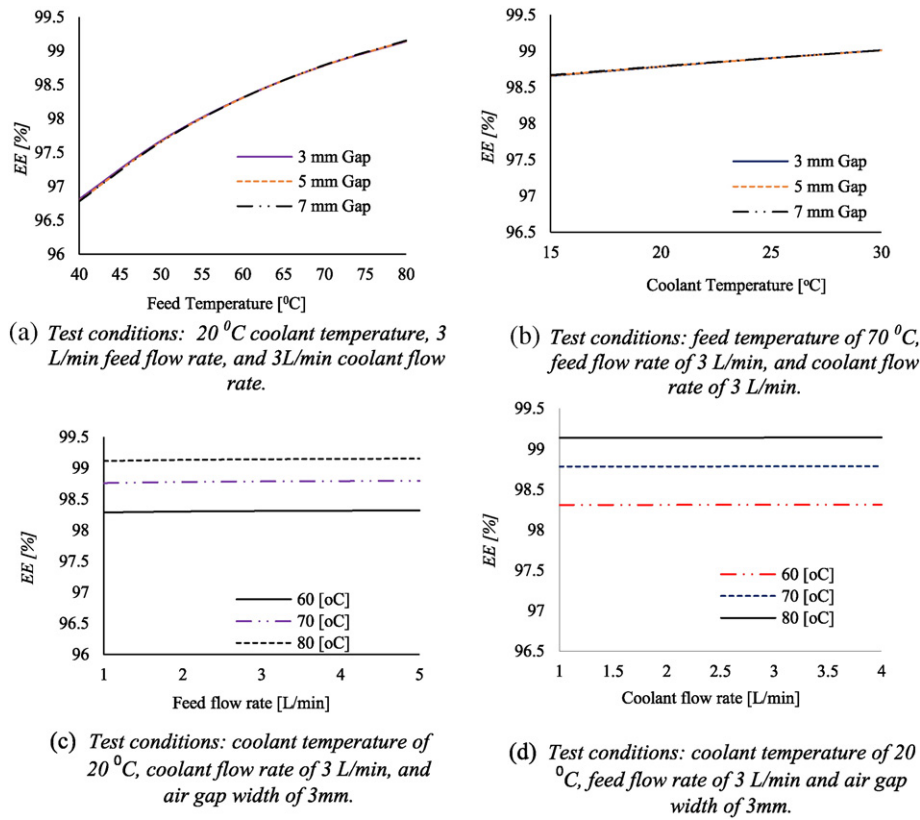 99.5
99
98.5
98
97.5
97
96.5
96
EE [%]
3 mm Gap
5 mm Gap
7 mm Gap
40 45 50 55 60 65 70 75 80
Feed Temperature [⁰C]
(a) Test conditions: 20 ⁰C coolant temperature, 3
L/min feed flow rate, and 3L/min coolant flow
rate.
99.5
99
98.5
98
97.5
97
96.5
EE [%]
3 mm Gap
5 mm Gap
7 mm Gap
15 20 25 30
Coolant Temperature [ºC]
(b) Test conditions: feed temperature of 70 ⁰C,
feed flow rate of 3 L/min, and coolant flow
rate of 3 L/min.
99.5
99
98.5
98
97.5
97
96.5
96
EE [%]
60 [oC]
70 [oC]
80 [oC]
1 2 3 4 5
Feed flow rate [L/min]
(c) Test conditions: coolant temperature of
20 ⁰C, coolant flow rate of 3 L/min, and
air gap width of 3mm.
99.5
99
98.5
98
97.5
97
96.5
EE [%]
60 [oC]
70 [oC]
80 [oC]
1 1.5 2 2.5 3 3.5 4
Coolant flow rate [L/min]
(d) Test conditions: coolant temperature of 20
⁰C, feed flow rate of 3 L/min and air gap
width of 3mm.